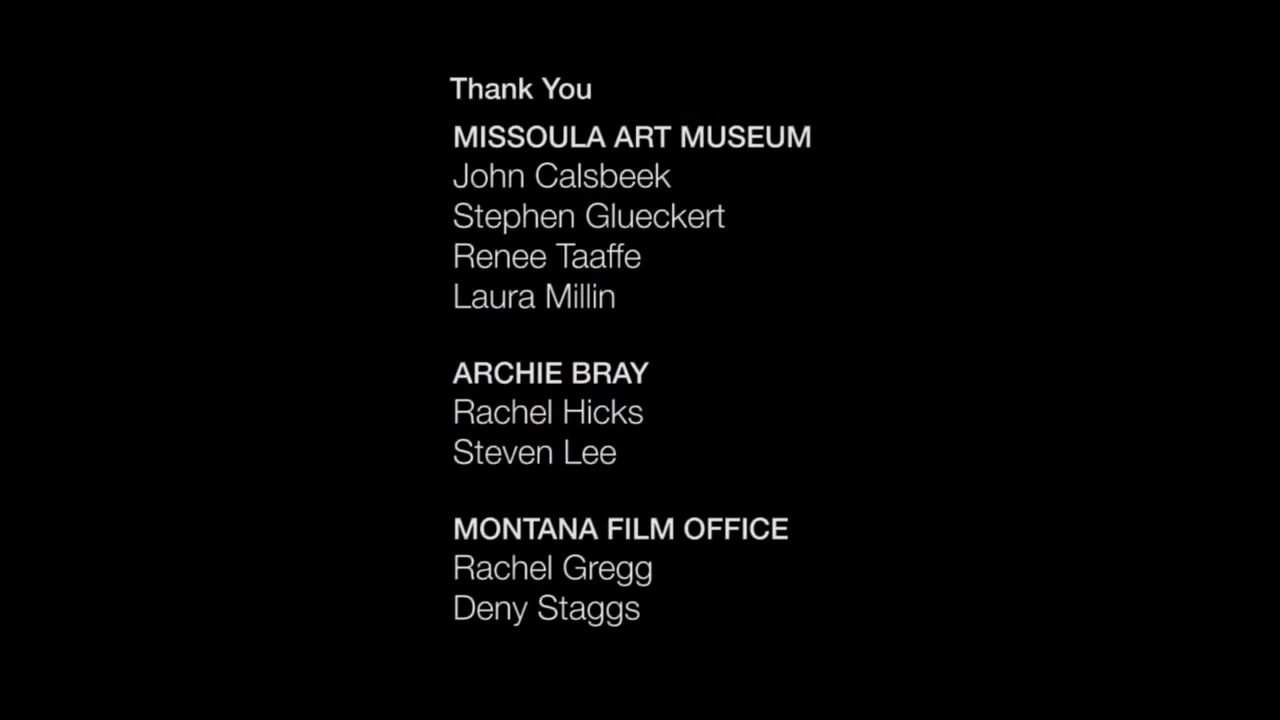 Thank You
MISSOULA ART MUSEUM
John Calsbeek
Stephen Glueckert
Renee Taaffe
Laura Millin
ARCHIE BRAY
Rachel Hicks
Steven Lee
MONTANA FILM OFFICE
Rachel Gregg
Deny Staggs